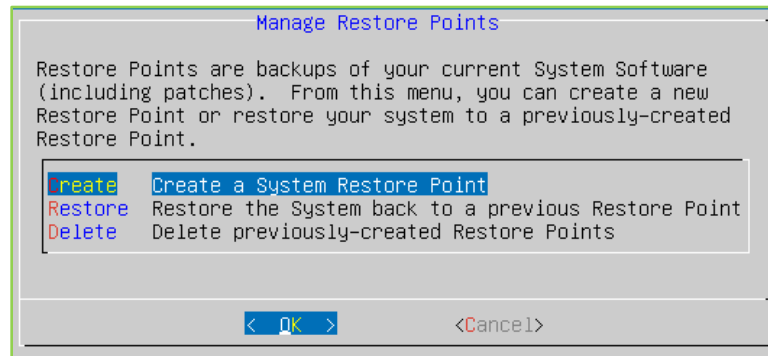 Manage Restore Points
Restore Points are backups of your current System Software
(including patches).  From this menu, you can create a new
Restore Point or restore your system to a previously-created
Restore Point.
Create   Create a System Restore Point
Restore  Restore the System back to a previous Restore Point
Delete   Delete previously-created Restore Points
<  OK  >   <Cancel>